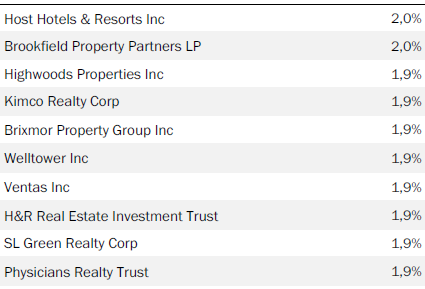 Host Hotels & Resorts Inc 2,0%
Brookfield Property Partners LP 2,0%
Highwoods Properties Inc 1,9%
Kimco Realty Corp 1,9%
Brixmor Property Group Inc 1,9%
Welltower Inc 1,9%
Ventas Inc 1,9%
H&R Real Estate Investment Trust 1,9%
SL Green Realty Corp 1,9%
Physicians Realty Trust 1,9%